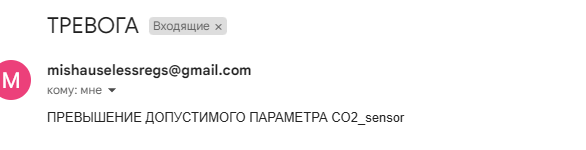 ТРЕВОГА Входящие ×
M
mishauselessregs@gmail.com
кому: мне
ПРЕВЫШЕНИЕ ДОПУСТИМОГО ПАРАМЕТРА CO2_sensor